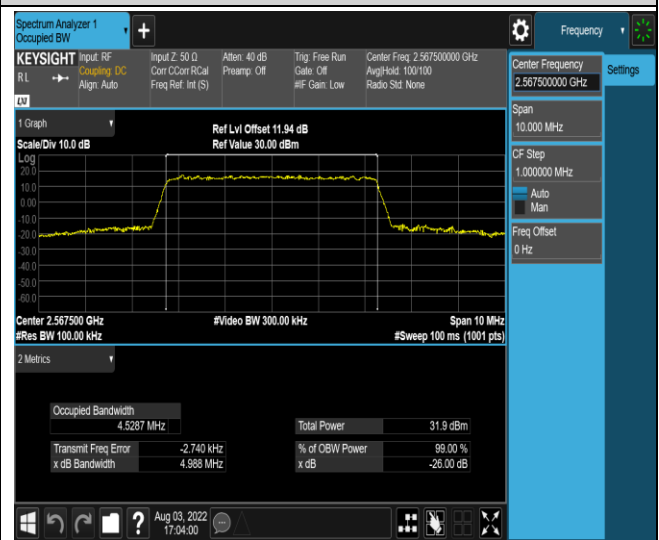 Spectrum Analyzer 1
Occupied BW
▼
+
Frequency
KEYSIGHT
RL
LXI
Input: RF
Coupling: DC
Align: Auto
Input Z: 50 Ω
Corr CCorr RCal
Freq Ref: Int (S)
Atten: 40 dB
Preamp: Off
Trig: Free Run
Gate: Off
#IF Gain: Low
Center Freq: 2.567500000 GHz
Avg|Hold: 100/100
Radio Std: None
Center Frequency
2.567500000 GHz
Settings
Span
10.000 MHz
CF Step
1.000000 MHz
Auto
Man
Freq Offset
0 Hz
1 Graph
Scale/Div 10.0 dB
Ref Lvl Offset 11.94 dB
Ref Value 30.00 dBm
Log
20.0
10.0
0.00
-10.0
-20.0
-30.0
-40.0
-50.0
-60.0
Center 2.567500 GHz
#Res BW 100.00 kHz
#Video BW 300.00 kHz
Span 10 MHz
#Sweep 100 ms (1001 pts)
2 Metrics
Occupied Bandwidth
4.5287 MHz
Total Power 31.9 dBm
Transmit Freq Error -2.740 kHz
% of OBW Power 99.00 %
x dB Bandwidth 4.988 MHz
x dB -26.00 dB
?
Aug 03, 2022
17:04:00